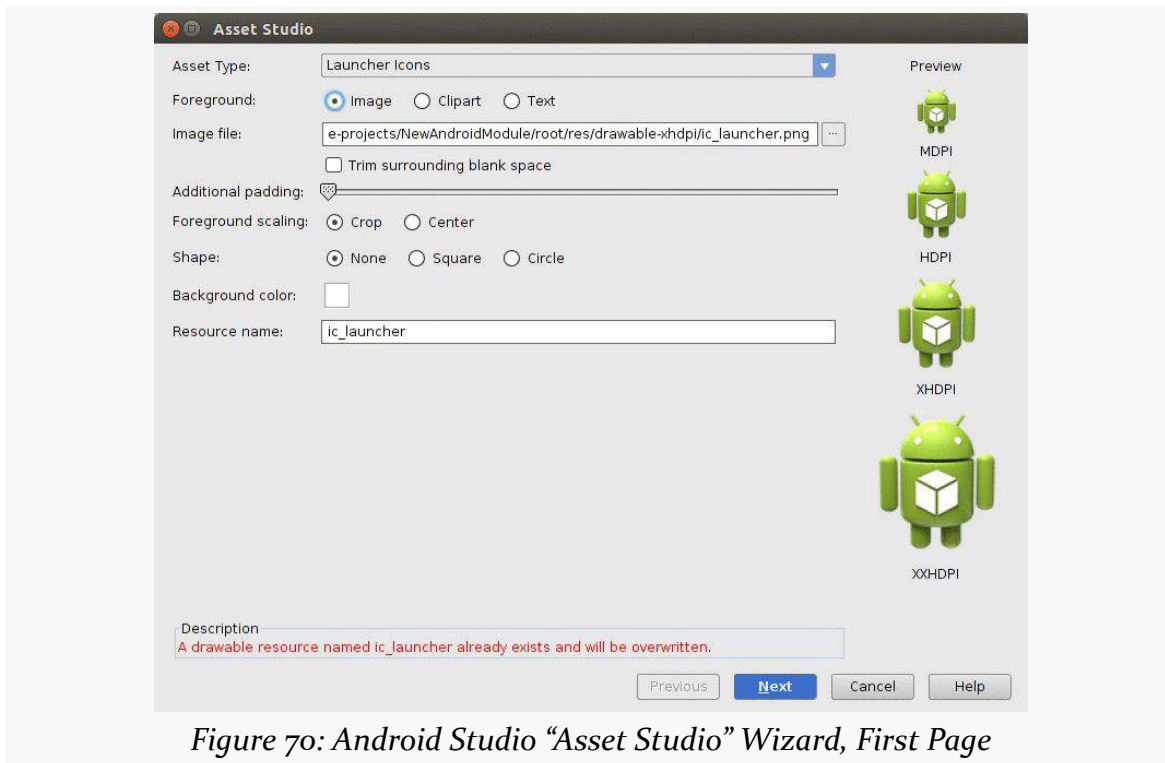 Asset Studio
Asset Type: Launcher Icons
Preview
Foreground: Image Clipart Text
Image file: e-projects/NewAndroidModule/root/res/drawable-xhdpi/ic_launcher.png ...
MDPI
Trim surrounding blank space
Additional padding:
Foreground scaling: Crop Center
Shape: None Square Circle
HDPI
Background color:
Resource name: ic_launcher
XHDPI
XXHDPI
Description
A drawable resource named ic_launcher already exists and will be overwritten.
Previous Next Cancel Help
Figure 70: Android Studio “Asset Studio” Wizard, First Page